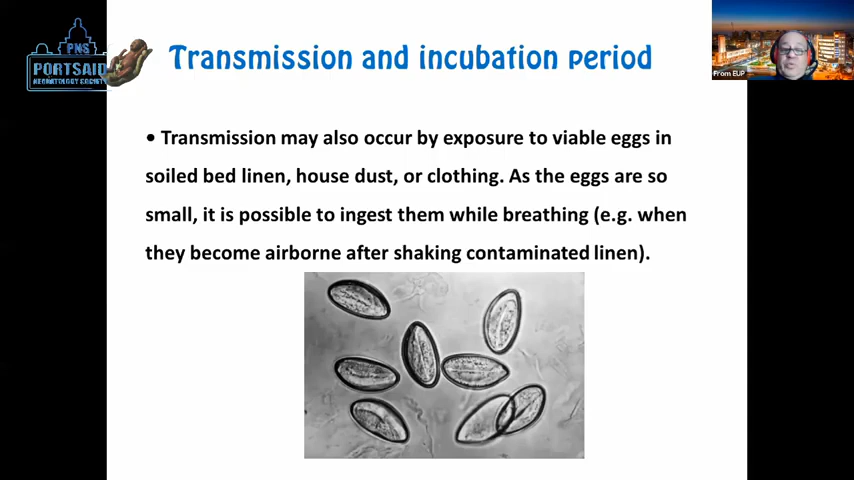 PNS
PORTSAID
NEONATOLOGY SOCIETY
Transmission and incubation period
From EUP
• Transmission may also occur by exposure to viable eggs in
soiled bed linen, house dust, or clothing. As the eggs are so
small, it is possible to ingest them while breathing (e.g. when
they become airborne after shaking contaminated linen).